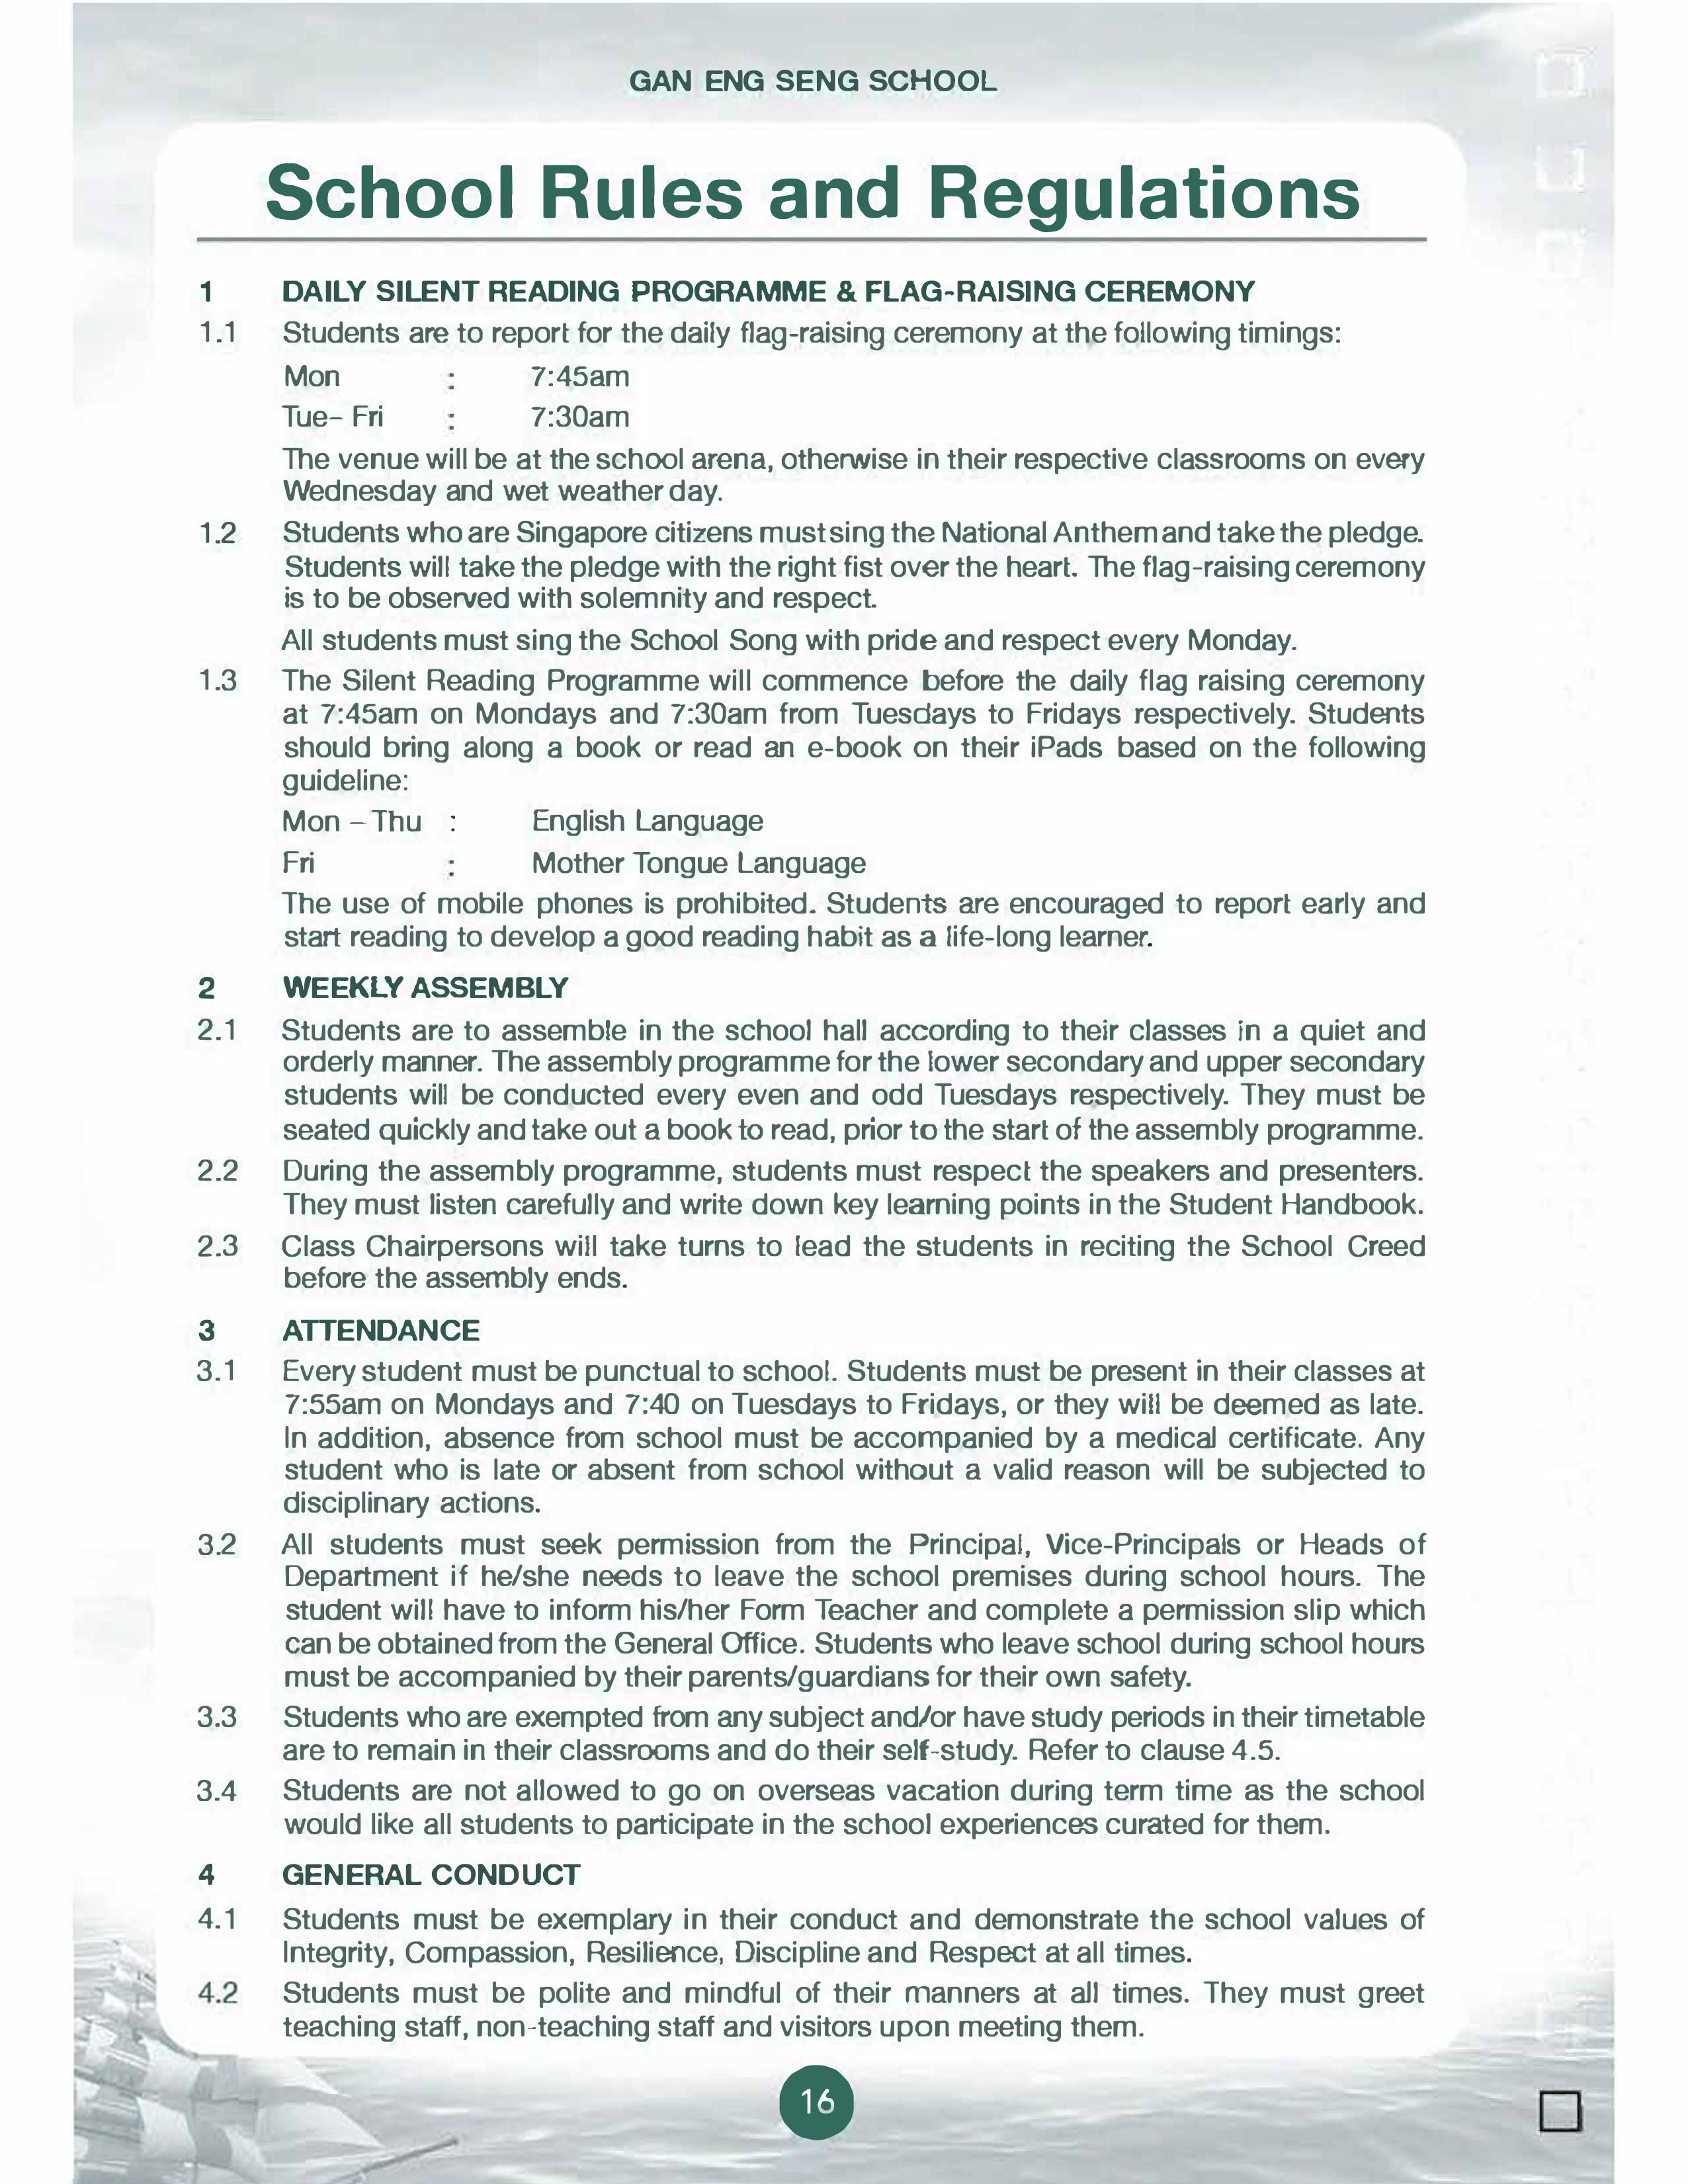 GAN ENG SENG SCHOOL
School Rules and Regulations
1 DAILY SILENT READING PROGRAMME & FLAG-RAISING CEREMONY
1.1 Students are to report for the daily flag-raising ceremony at the following timings:
Mon : 7:45am
Tue– Fri : 7:30am
The venue will be at the school arena, otherwise in their respective classrooms on every
Wednesday and wet weather day.
1.2 Students who are Singapore citizens must sing the National Anthem and take the pledge.
Students will take the pledge with the right fist over the heart. The flag-raising ceremony
is to be observed with solemnity and respect.
All students must sing the School Song with pride and respect every Monday.
1.3 The Silent Reading Programme will commence before the daily flag raising ceremony
at 7:45am on Mondays and 7:30am from Tuesdays to Fridays respectively. Students
should bring along a book or read an e-book on their iPads based on the following
guideline:
Mon – Thu : English Language
Fri : Mother Tongue Language
The use of mobile phones is prohibited. Students are encouraged to report early and
start reading to develop a good reading habit as a life-long learner.
2 WEEKLY ASSEMBLY
2.1 Students are to assemble in the school hall according to their classes in a quiet and
orderly manner. The assembly programme for the lower secondary and upper secondary
students will be conducted every even and odd Tuesdays respectively. They must be
seated quickly and take out a book to read, prior to the start of the assembly programme.
2.2 During the assembly programme, students must respect the speakers and presenters.
They must listen carefully and write down key learning points in the Student Handbook.
2.3 Class Chairpersons will take turns to lead the students in reciting the School Creed
before the assembly ends.
3 ATTENDANCE
3.1 Every student must be punctual to school. Students must be present in their classes at
7:55am on Mondays and 7:40 on Tuesdays to Fridays, or they will be deemed as late.
In addition, absence from school must be accompanied by a medical certificate. Any
student who is late or absent from school without a valid reason will be subjected to
disciplinary actions.
3.2 All students must seek permission from the Principal, Vice-Principals or Heads of
Department if he/she needs to leave the school premises during school hours. The
student will have to inform his/her Form Teacher and complete a permission slip which
can be obtained from the General Office. Students who leave school during school hours
must be accompanied by their parents/guardians for their own safety.
3.3 Students who are exempted from any subject and/or have study periods in their timetable
are to remain in their classrooms and do their self-study. Refer to clause 4.5.
3.4 Students are not allowed to go on overseas vacation during term time as the school
would like all students to participate in the school experiences curated for them.
4 GENERAL CONDUCT
4.1 Students must be exemplary in their conduct and demonstrate the school values of
Integrity, Compassion, Resilience, Discipline and Respect at all times.
4.2 Students must be polite and mindful of their manners at all times. They must greet
teaching staff, non-teaching staff and visitors upon meeting them.
16